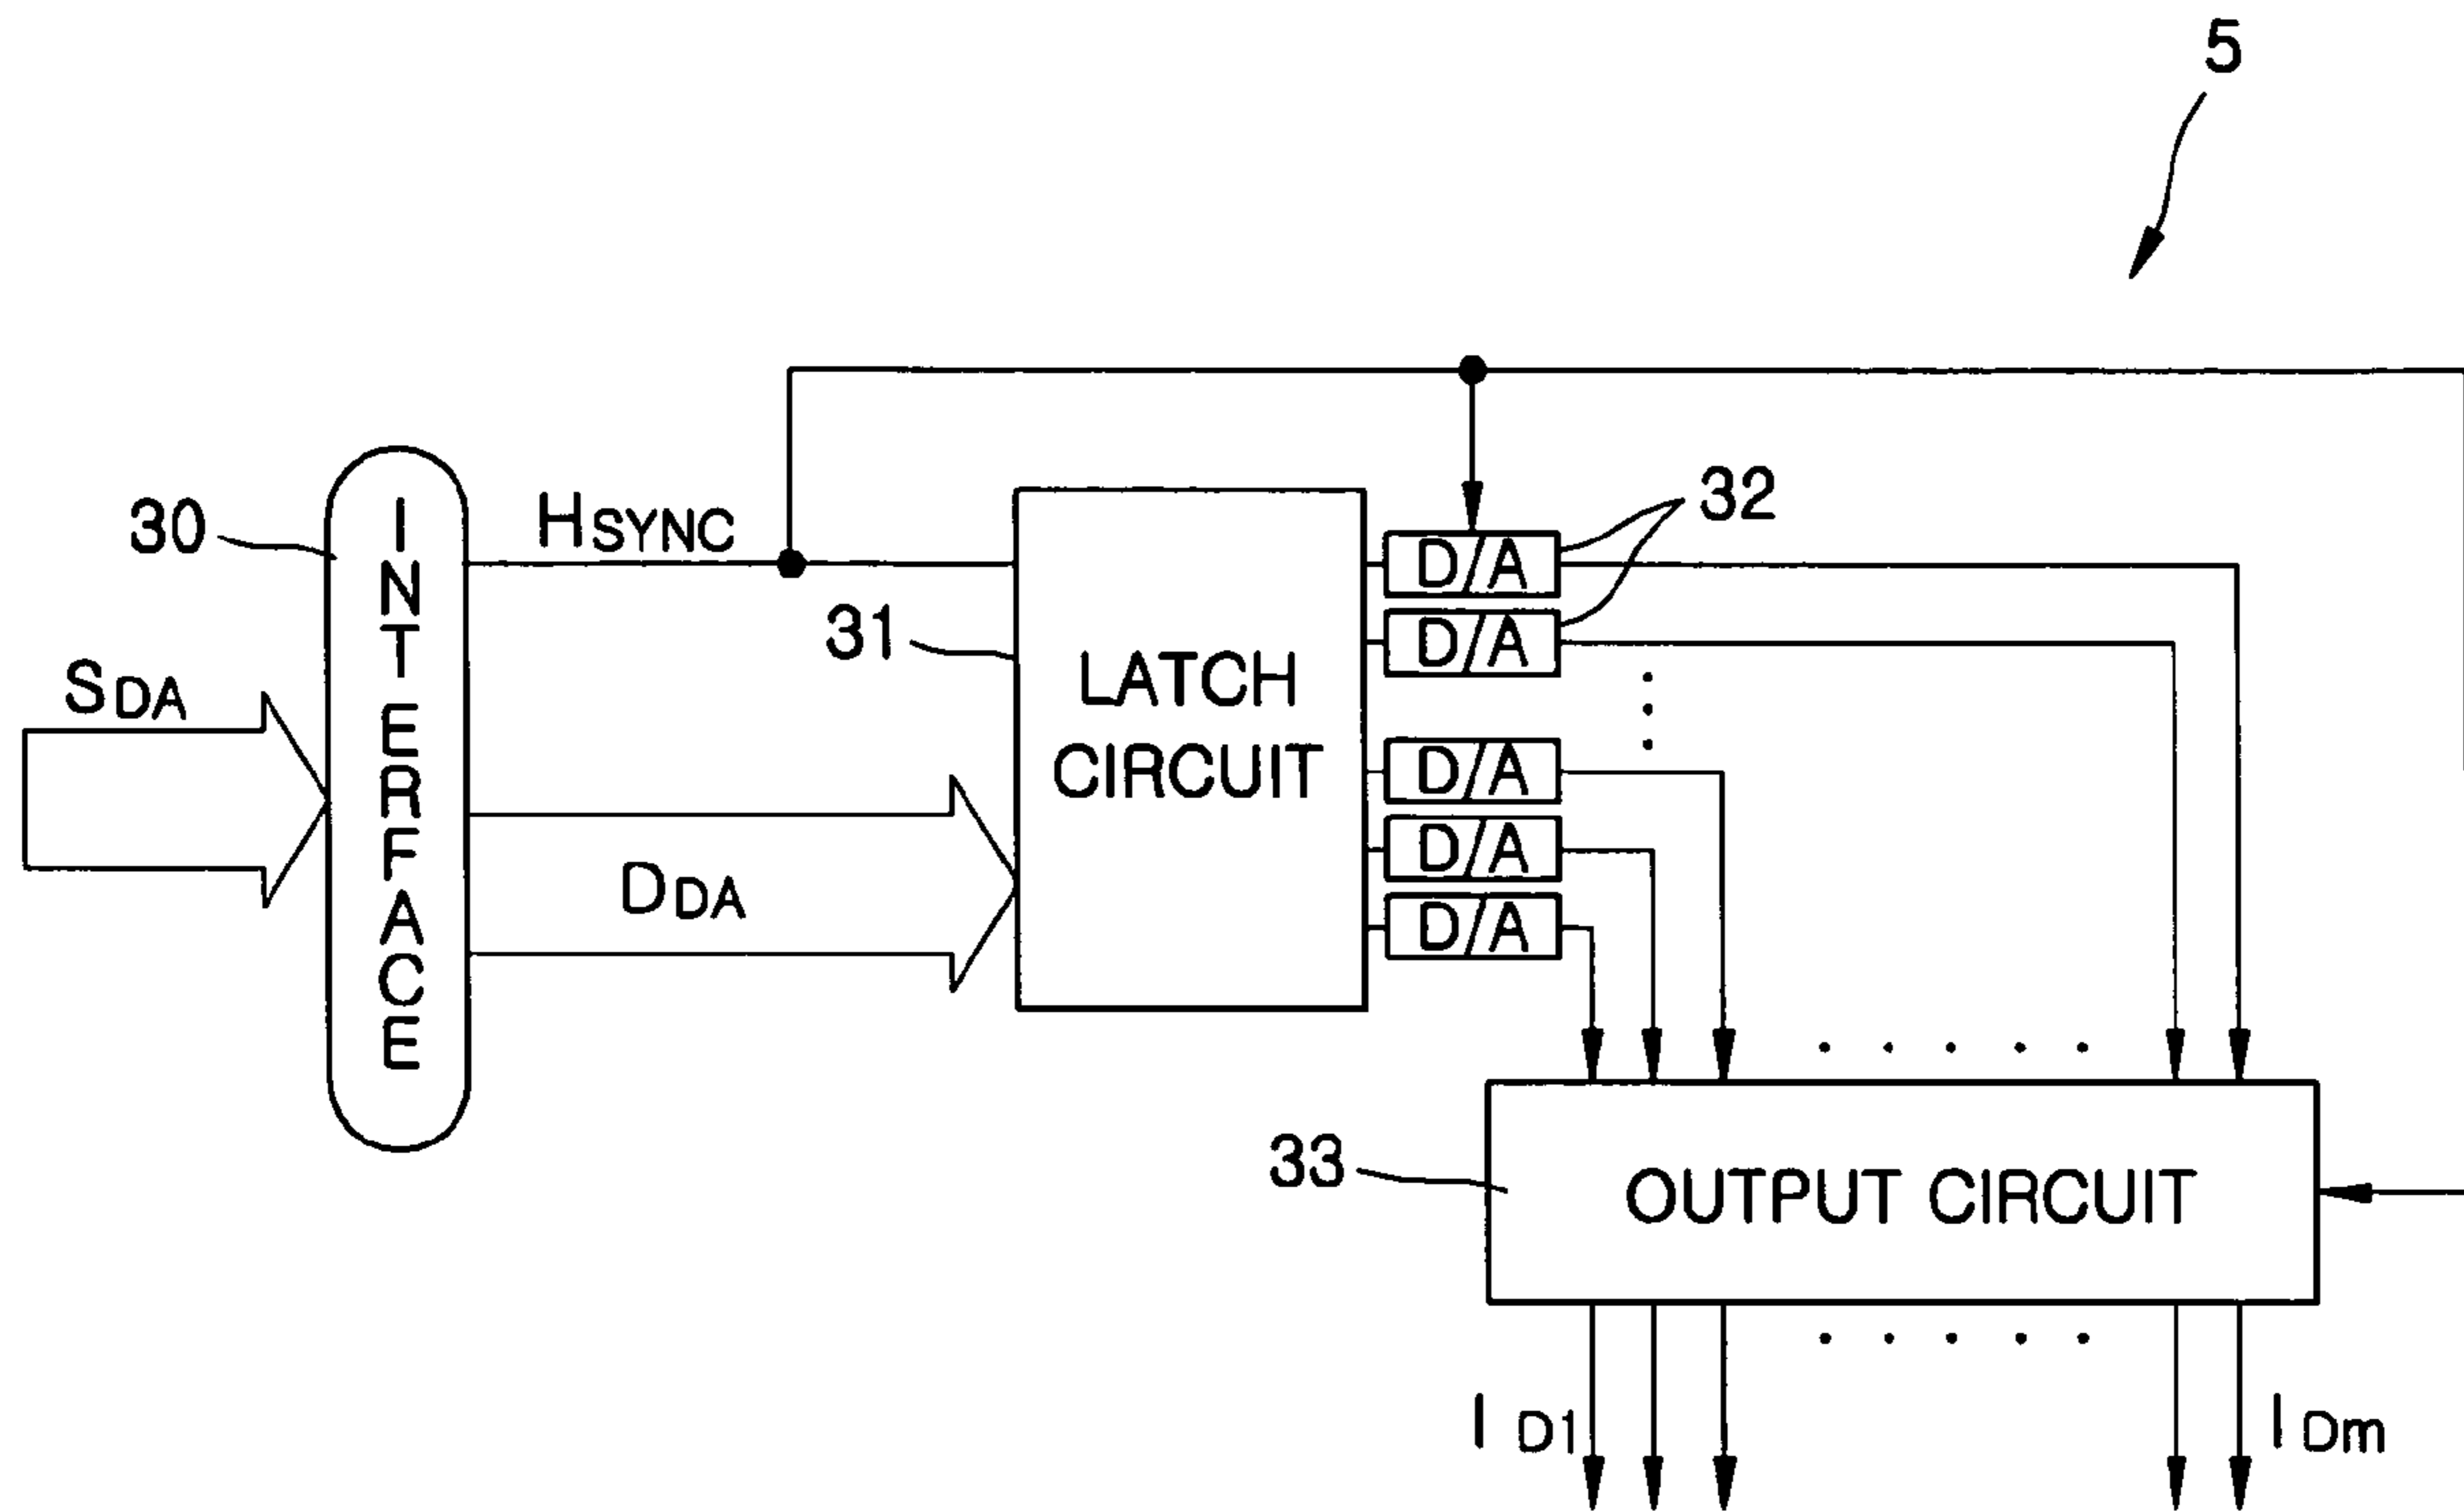 5
30
INTERFACE
HSYNC
32
D/A
D/A
31
LATCH
CIRCUIT
SDA
D/A
D/A
D/A
DDA
33
OUTPUT CIRCUIT
ID1
IDm